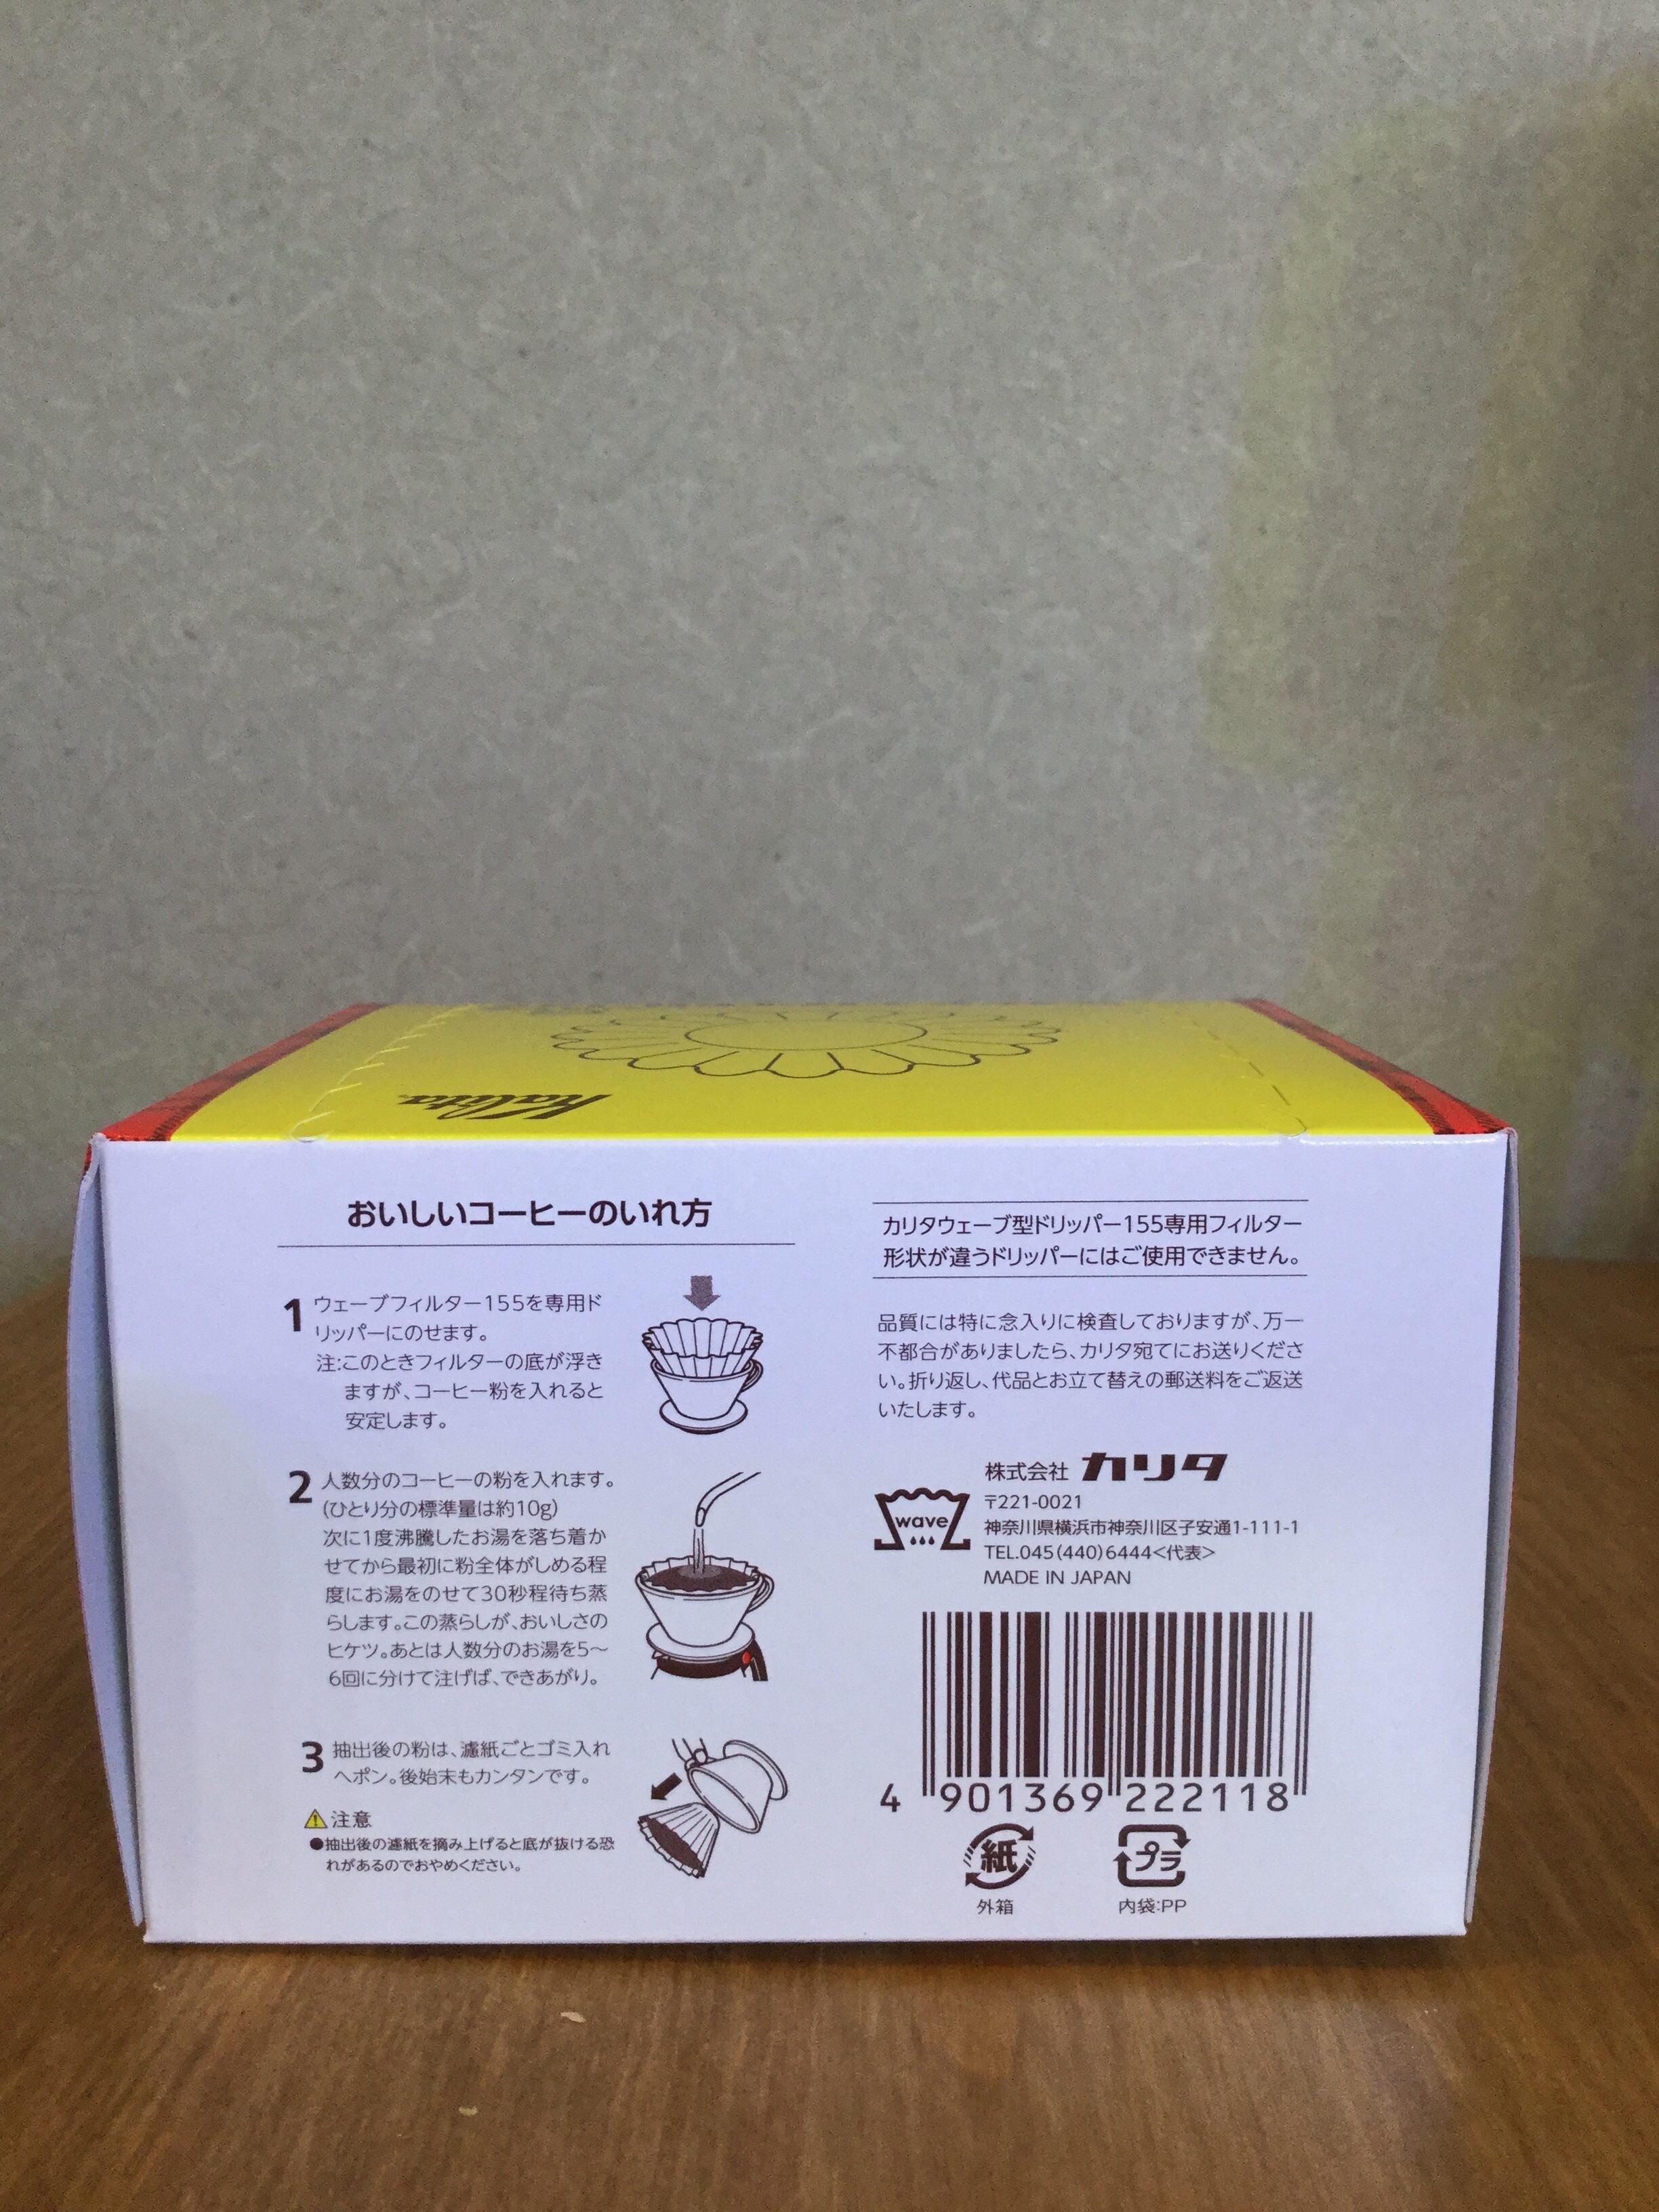 Kalita
おいしいコーヒーのいれ方
1 ウェーブフィルター155を専用ド
リッパーにのせます。
注:このときフィルターの底が浮き
ますが、コーヒー粉を入れると
安定します。
2 人数分のコーヒーの粉を入れます。
(ひとり分の標準量は約10g)
次に1度沸騰したお湯を落ち着か
せてから最初に粉全体がしめる程
度にお湯をのせて30秒程待ち蒸
らします。この蒸らしが、おいしさの
ヒケツ。あとは人数分のお湯を5〜
6回に分けて注げば、できあがり。
3 抽出後の粉は、濾紙ごとゴミ入れ
へポン。後始末もカンタンです。
注意
●抽出後の濾紙を摘み上げると底が抜ける恐
れがあるのでおやめください。
カリタウェーブ型ドリッパー155専用フィルター
形状が違うドリッパーにはご使用できません。
品質には特に念入りに検査しておりますが、万一
不都合がありましたら、カリタ宛てにお送りくださ
い。折り返し、代品とお立て替えの郵送料をご返送
いたします。
株式会社 カリタ
wave
〒221-0021
神奈川県横浜市神奈川区子安通1-111-1
TEL.045(440)6444<代表>
MADE IN JAPAN
4 901369 222118
紙
外箱
プラ
内袋:PP